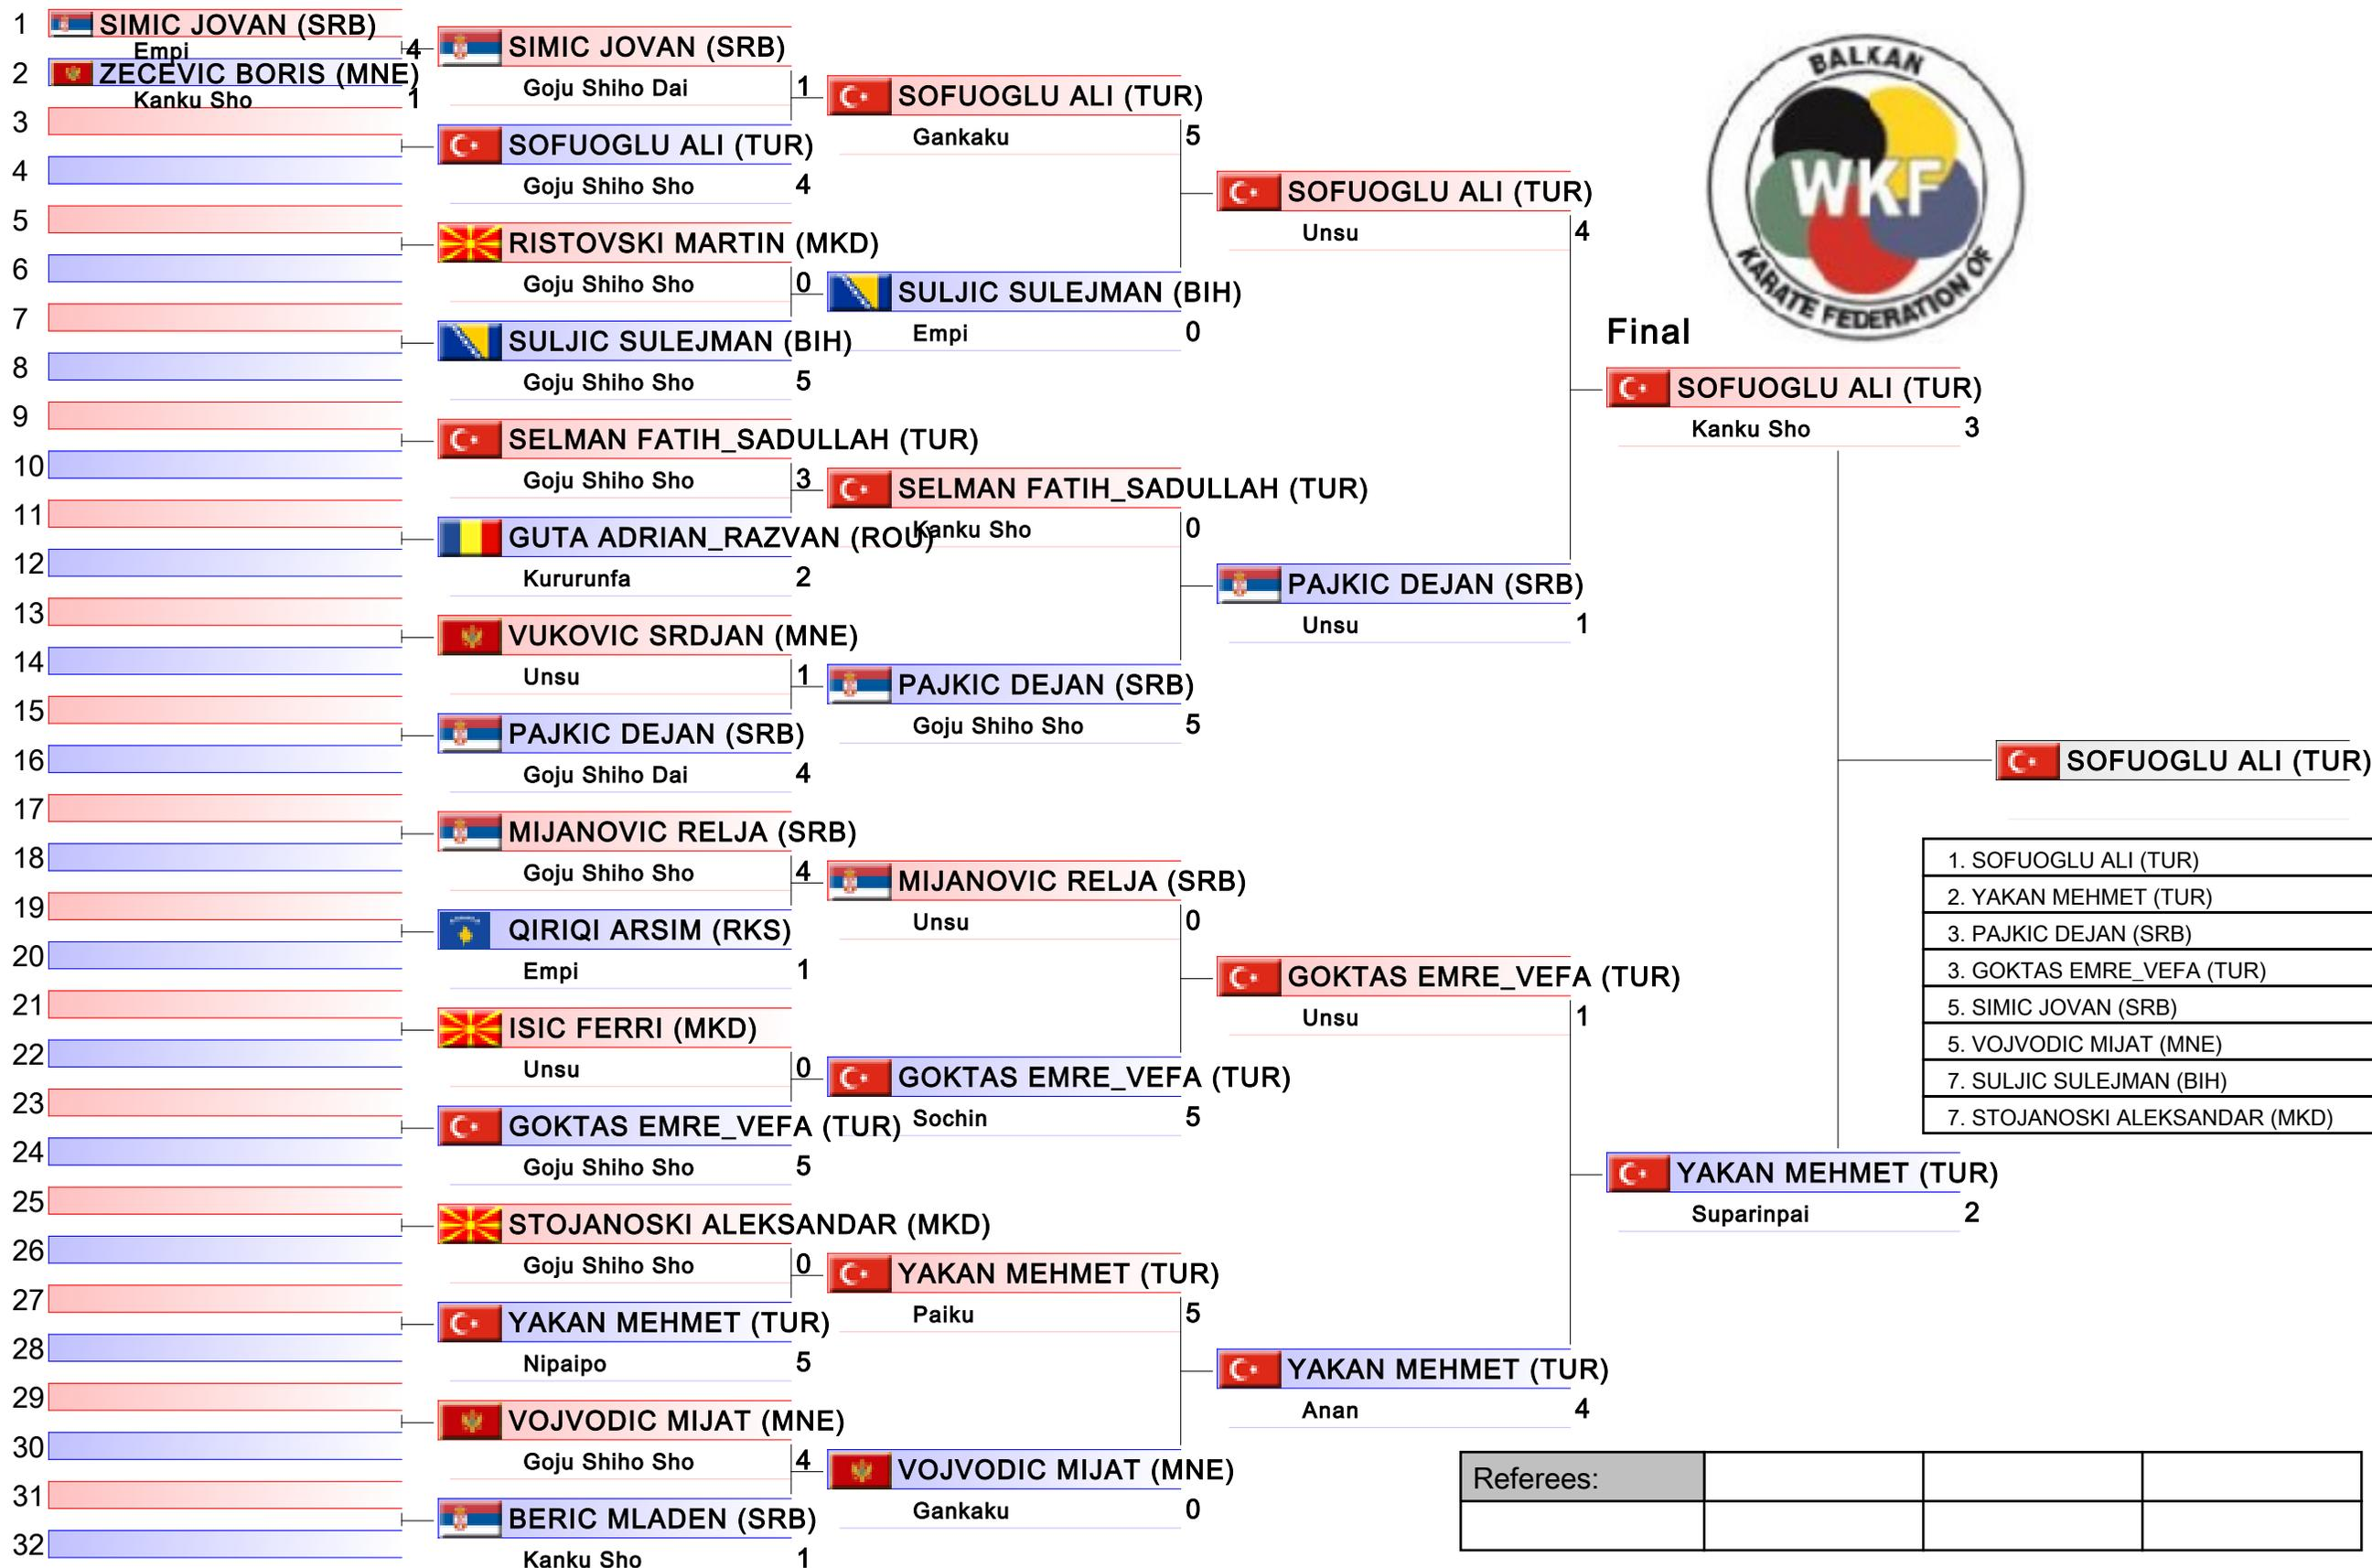 1
SIMIC JOVAN (SRB)
Empi
4
2
ZECEVIC BORIS (MNE)
Kanku Sho
1
3
4
5
6
7
8
9
10
11
12
13
14
15
16
17
18
19
20
21
22
23
24
25
26
27
28
29
30
31
32
SIMIC JOVAN (SRB)
Goju Shiho Dai
1
SOFUOGLU ALI (TUR)
Goju Shiho Sho
4
RISTOVSKI MARTIN (MKD)
Goju Shiho Sho
0
SULJIC SULEJMAN (BIH)
Goju Shiho Sho
5
SELMAN FATIH_SADULLAH (TUR)
Goju Shiho Sho
3
GUTA ADRIAN_RAZVAN (ROU)
Kururunfa
2
VUKOVIC SRDJAN (MNE)
Unsu
1
PAJKIC DEJAN (SRB)
Goju Shiho Dai
4
MIJANOVIC RELJA (SRB)
Goju Shiho Sho
4
QIRIQI ARSIM (RKS)
Empi
1
ISIC FERRI (MKD)
Unsu
0
GOKTAS EMRE_VEFA (TUR)
Goju Shiho Sho
5
STOJANOSKI ALEKSANDAR (MKD)
Goju Shiho Sho
0
YAKAN MEHMET (TUR)
Nipaipo
5
VOJVODIC MIJAT (MNE)
Goju Shiho Sho
4
BERIC MLADEN (SRB)
Kanku Sho
1
SOFUOGLU ALI (TUR)
Gankaku
5
SULJIC SULEJMAN (BIH)
Empi
0
SELMAN FATIH_SADULLAH (TUR)
Kanku Sho
0
PAJKIC DEJAN (SRB)
Goju Shiho Sho
5
MIJANOVIC RELJA (SRB)
Unsu
0
GOKTAS EMRE_VEFA (TUR)
Sochin
5
YAKAN MEHMET (TUR)
Paiku
5
VOJVODIC MIJAT (MNE)
Gankaku
0
SOFUOGLU ALI (TUR)
Unsu
4
PAJKIC DEJAN (SRB)
Unsu
1
GOKTAS EMRE_VEFA (TUR)
Unsu
1
YAKAN MEHMET (TUR)
Anan
4
BALKAN
WKF
KARATE FEDERATION OF
Final
SOFUOGLU ALI (TUR)
Kanku Sho
3
YAKAN MEHMET (TUR)
Suparinpai
2
SOFUOGLU ALI (TUR)
1. SOFUOGLU ALI (TUR)
2. YAKAN MEHMET (TUR)
3. PAJKIC DEJAN (SRB)
3. GOKTAS EMRE_VEFA (TUR)
5. SIMIC JOVAN (SRB)
5. VOJVODIC MIJAT (MNE)
7. SULJIC SULEJMAN (BIH)
7. STOJANOSKI ALEKSANDAR (MKD)
Referees: